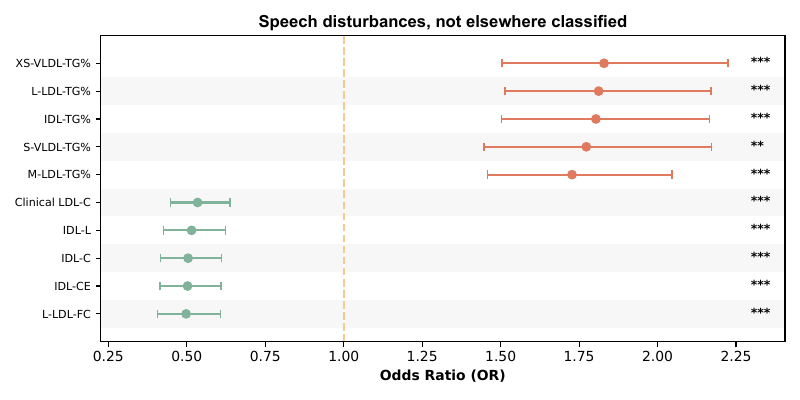 Speech disturbances, not elsewhere classified
XS-VLDL-TG% ***
L-LDL-TG% ***
IDL-TG% ***
S-VLDL-TG% **
M-LDL-TG% ***
Clinical LDL-C ***
IDL-L ***
IDL-C ***
IDL-CE ***
L-LDL-FC ***
0.25 0.50 0.75 1.00 1.25 1.50 1.75 2.00 2.25
Odds Ratio (OR)